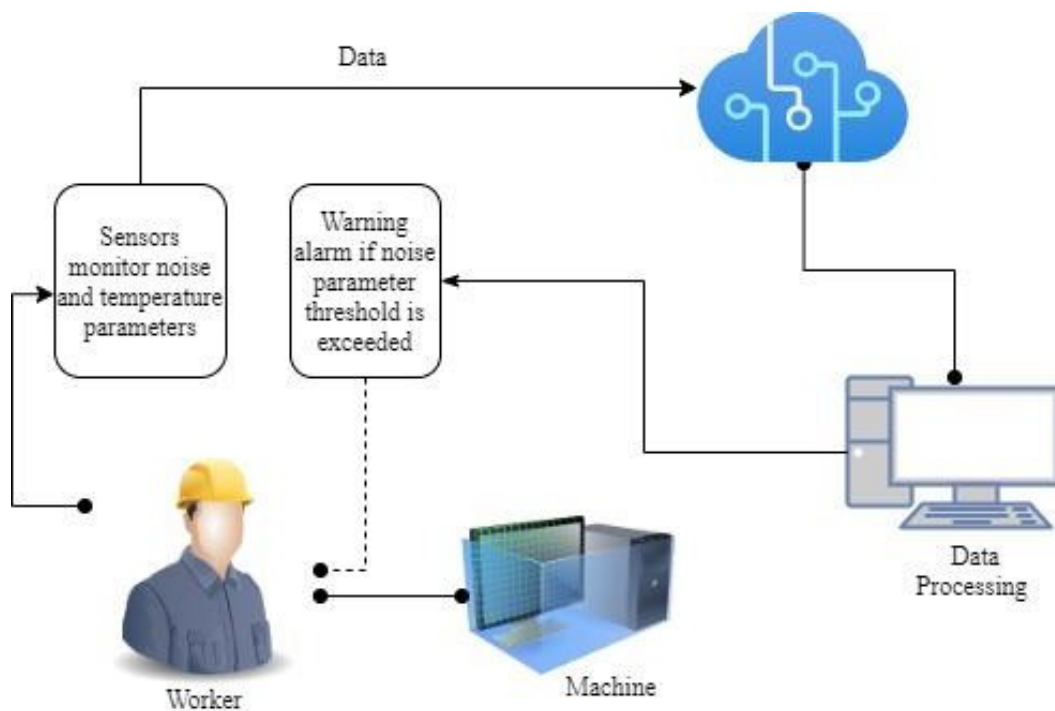 Data
Sensors
monitor noise
and temperature
parameters
Warning
alarm if noise
parameter
threshold is
exceeded
Data
Processing
Worker
Machine